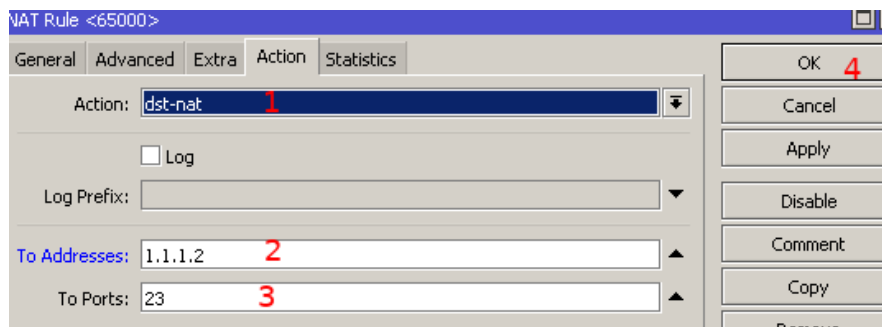 NAT Rule <65000>
General Advanced Extra Action Statistics
OK 4
Action: dst-nat 1
Cancel
Log
Apply
Log Prefix:
Disable
To Addresses: 1.1.1.2 2
Comment
To Ports: 23 3
Copy